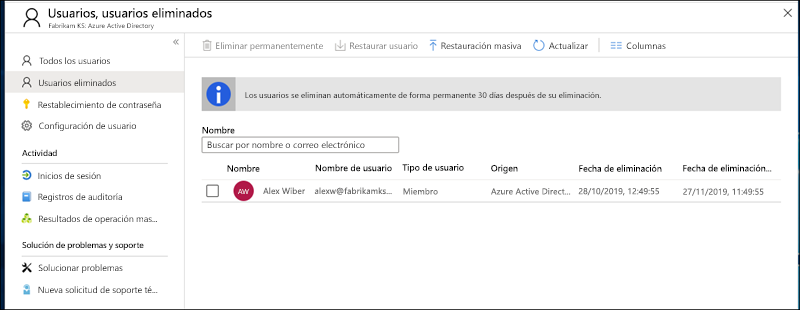 Usuarios, usuarios eliminados
Fabrikam KS: Azure Active Directory
Todos los usuarios
Usuarios eliminados
Restablecimiento de contraseña
Configuración de usuario
Actividad
Inicios de sesión
Registros de auditoría
Resultados de operación mas...
Solución de problemas y soporte
Solucionar problemas
Nueva solicitud de soporte té...
Eliminar permanentemente Restaurar usuario Restauración masiva Actualizar Columnas
Los usuarios se eliminan automáticamente de forma permanente 30 días después de su eliminación.
Nombre
Buscar por nombre o correo electrónico
Nombre Nombre de usuario Tipo de usuario Origen Fecha de eliminación Fecha de eliminación...
AW Alex Wiber alexw@fabrikamks... Miembro Azure Active Direct... 28/10/2019, 12:49:55 27/11/2019, 11:49:55